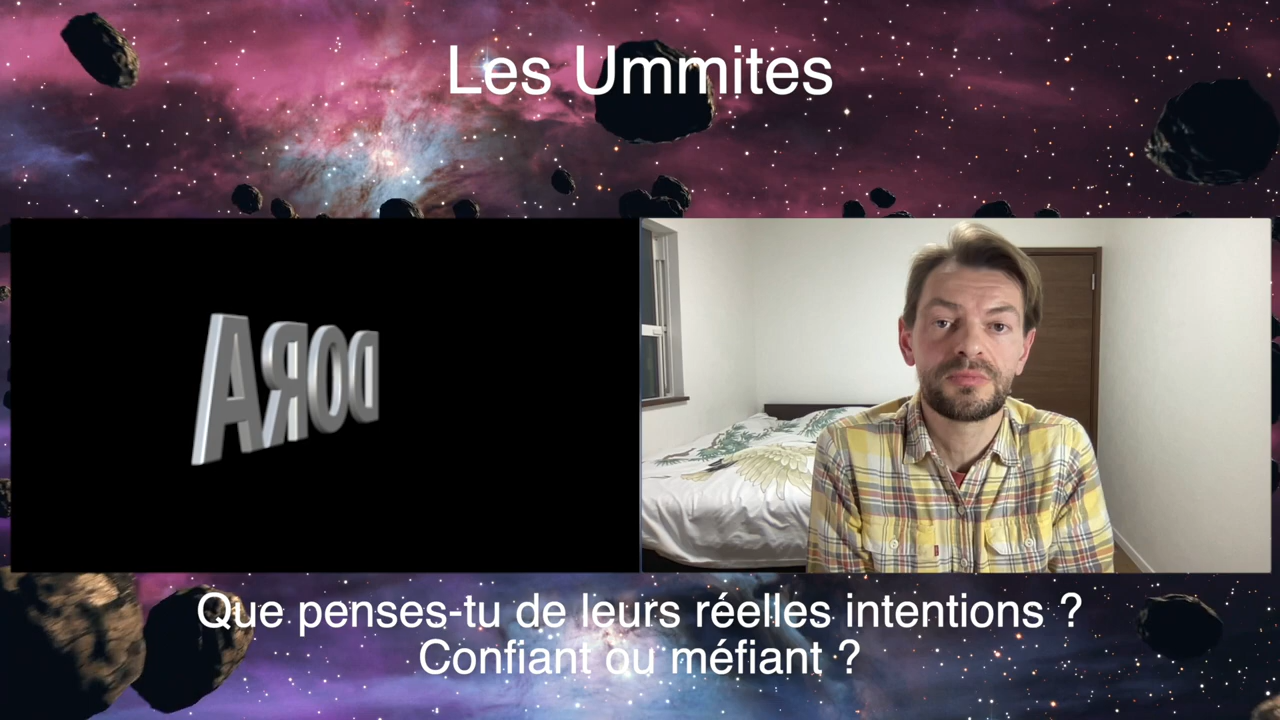 Les Ummites
DORA
Que penses-tu de leurs réelles intentions ?
Confiant ou méfiant ?